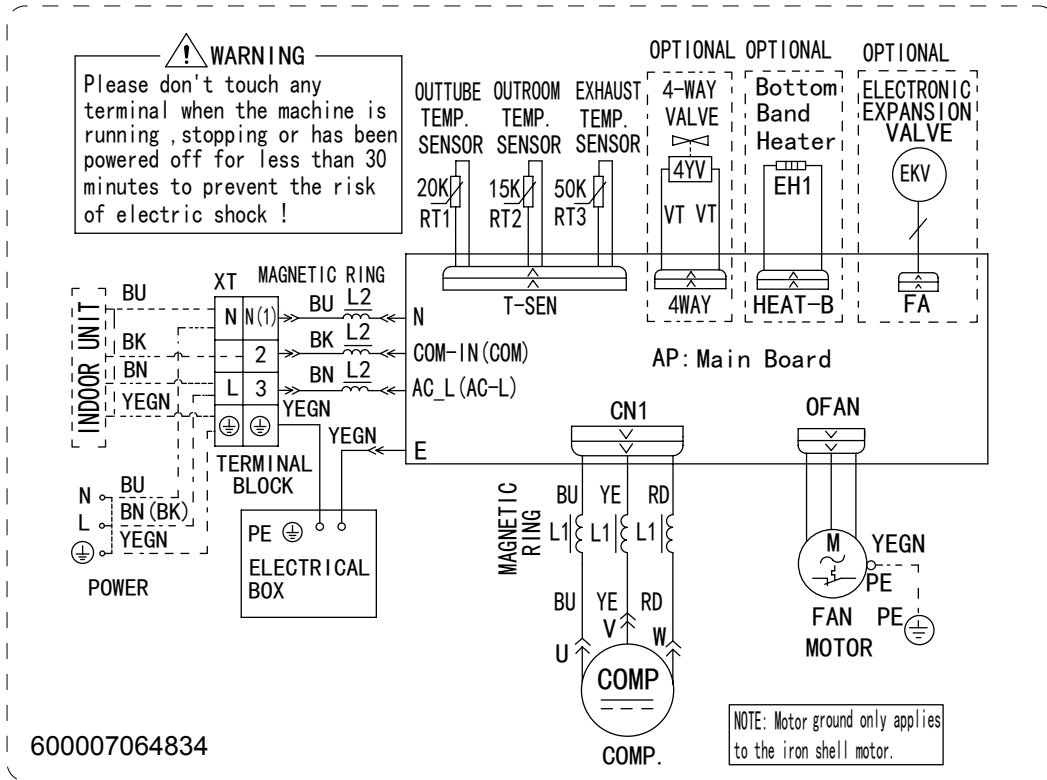 WARNING
Please don't touch any
terminal when the machine is
running ,stopping or has been
powered off for less than 30
minutes to prevent the risk
of electric shock !
OUTTUBE
TEMP.
SENSOR
OUTROOM
TEMP.
SENSOR
EXHAUST
TEMP.
SENSOR
20K
RT1
15K
RT2
50K
RT3
T-SEN
OPTIONAL
4-WAY
VALVE
4YV
VT VT
4WAY
OPTIONAL
Bottom
Band
Heater
EH1
HEAT-B
OPTIONAL
ELECTRONIC
EXPANSION
VALVE
EKV
FA
INDOOR UNIT
BU
BK
BN
YEGN
XT
N N(1)
2
L 3
TERMINAL
BLOCK
MAGNETIC RING
BU L2
BK L2
BN L2
YEGN
YEGN
N
COM-IN(COM)
AC_L(AC-L)
E
AP: Main Board
N BU
L BN(BK)
YEGN
POWER
PE
ELECTRICAL
BOX
CN1
MAGNETIC
RING
BU YE RD
L1 L1 L1
BU YE RD
U V W
COMP
COMP.
OFAN
M
YEGN
PE
PE
FAN
MOTOR
NOTE: Motor ground only applies
to the iron shell motor.
600007064834